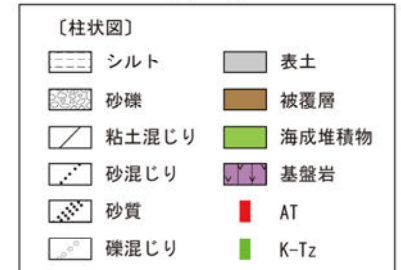 〔柱状図〕
シルト
表土
砂礫
被覆層
粘土混じり
海成堆積物
砂混じり
基盤岩
砂質
AT
礫混じり
K-Tz